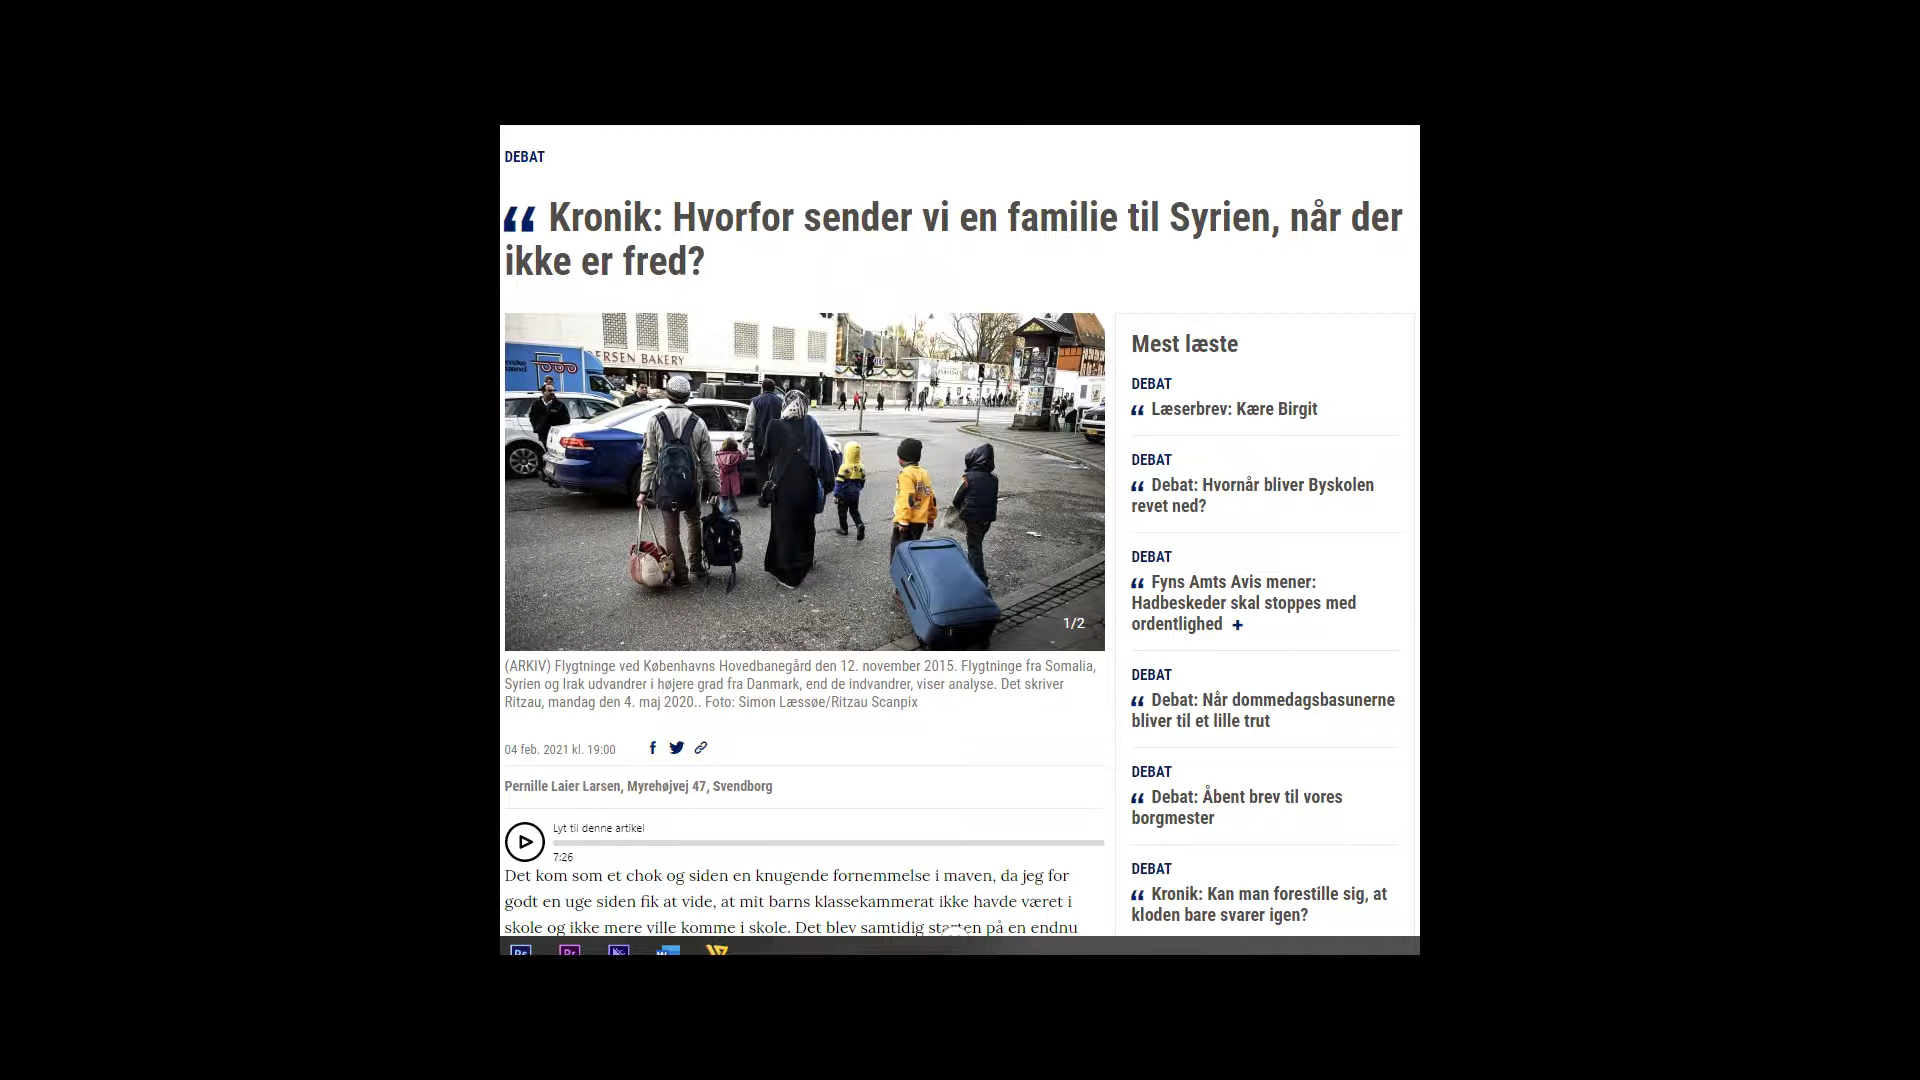 DEBAT
“ Kronik: Hvorfor sender vi en familie til Syrien, når der
ikke er fred?
ERSEN BAKERY
1/2
(ARKIV) Flygtninge ved Københavns Hovedbanegård den 12. november 2015. Flygtninge fra Somalia,
Syrien og Irak udvandrer i højere grad fra Danmark, end de indvandrer, viser analyse. Det skriver
Ritzau, mandag den 4. maj 2020.. Foto: Simon Læssøe/Ritzau Scanpix
04 feb. 2021 kl. 19:00
Pernille Laier Larsen, Myrehøjvej 47, Svendborg
Lyt til denne artikel
7:26
Det kom som et chok og siden en knugende fornemmelse i maven, da jeg for
godt en uge siden fik at vide, at mit barns klassekammerat ikke havde været i
skole og ikke mere ville komme i skole. Det blev samtidig starten på en endnu
Mest læste
DEBAT
“ Læserbrev: Kære Birgit
DEBAT
“ Debat: Hvornår bliver Byskolen
revet ned?
DEBAT
“ Fyns Amts Avis mener:
Hadbeskeder skal stoppes med
ordentlighed +
DEBAT
“ Debat: Når dommedagsbasunerne
bliver til et lille trut
DEBAT
“ Debat: Åbent brev til vores
borgmester
DEBAT
“ Kronik: Kan man forestille sig, at
kloden bare svarer igen?
Ps Pr W